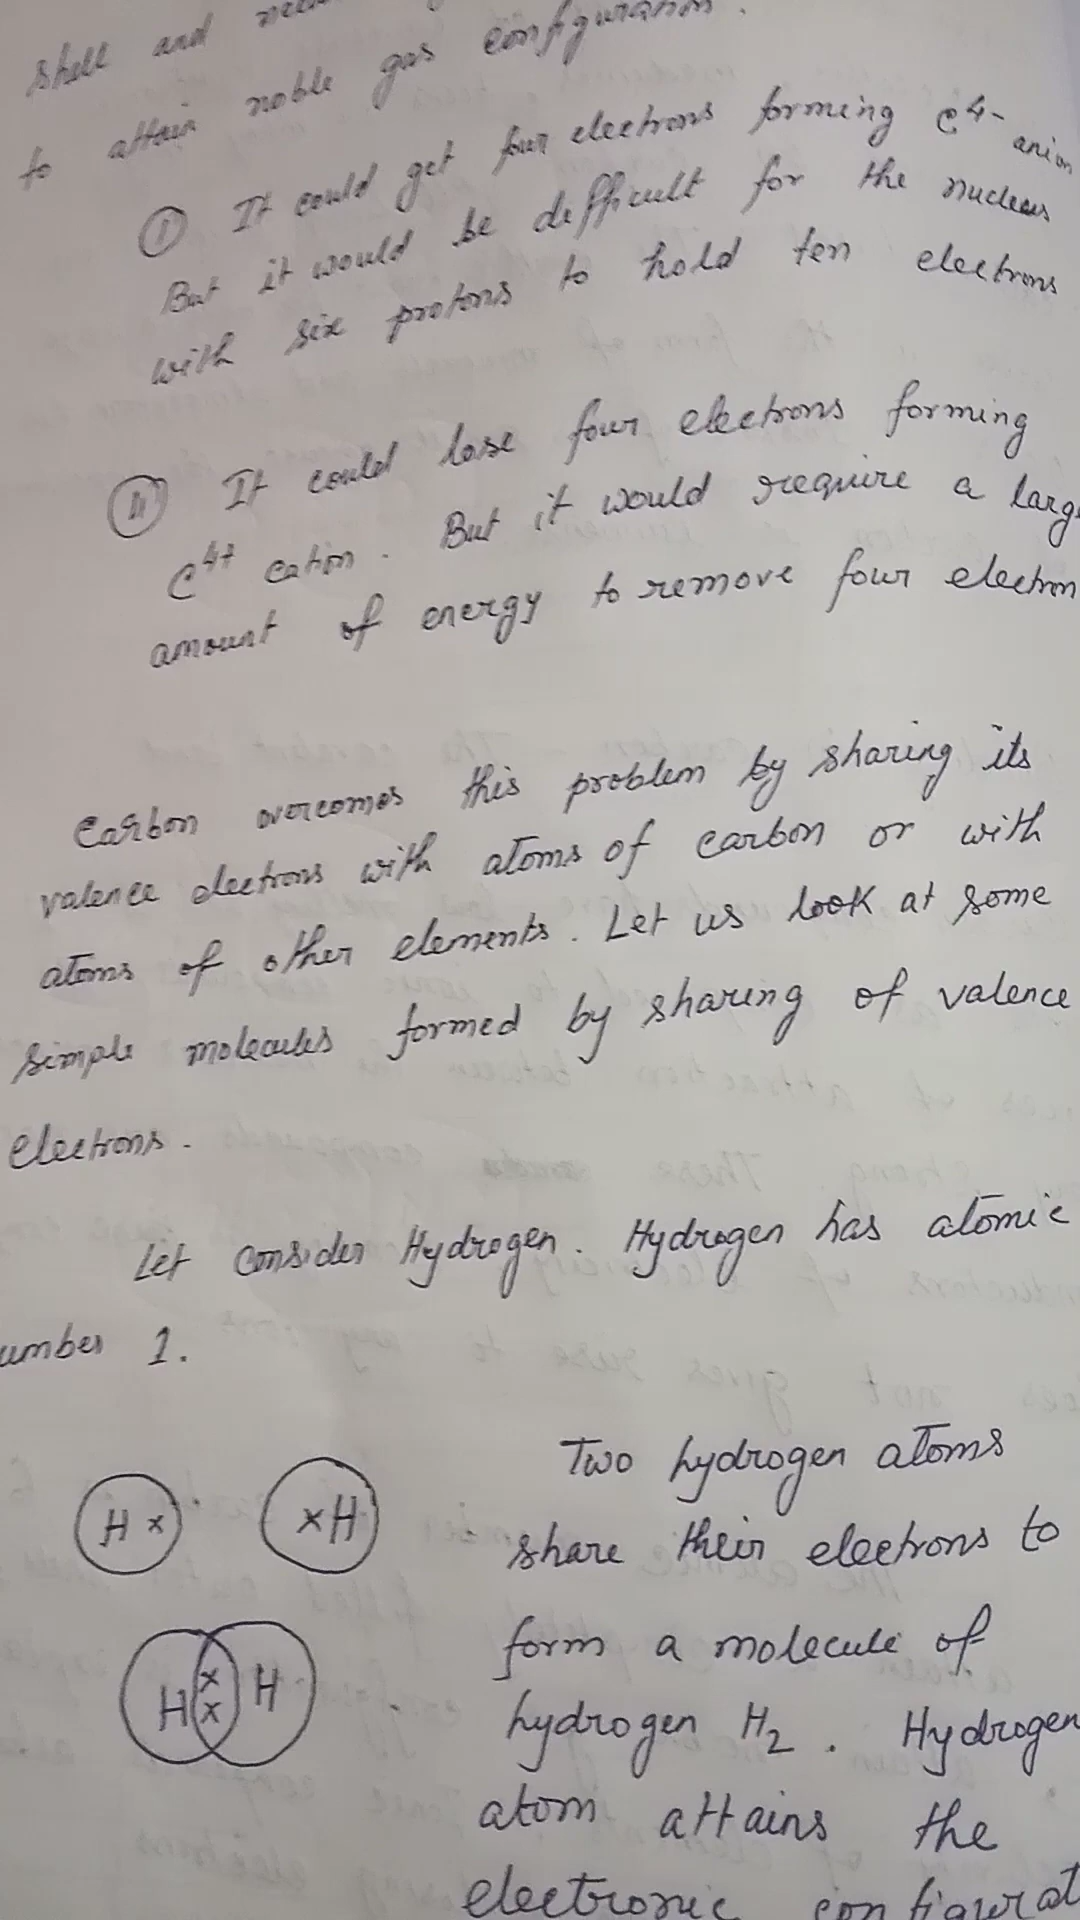 shell and
to attain noble gas configuration.
① It could get four electrons forming C4- anion
But it would be difficult for the nucleus
with six protons to hold ten electrons
(ii) It could lose four electrons forming
C4+ cation. But it would require a large
amount of energy to remove four electron
Carbon overcomes this problem by sharing its
valence electrons with atoms of carbon or with
atoms of other elements. Let us look at some
simple molecules formed by sharing of valence
electrons.
Let consider Hydrogen. Hydrogen has atomic
umber 1.
H x x H
H x x H
Two hydrogen atoms
share their electrons to
form a molecule of
hydrogen H2. Hydrogen
atom attains the
electronic configurat